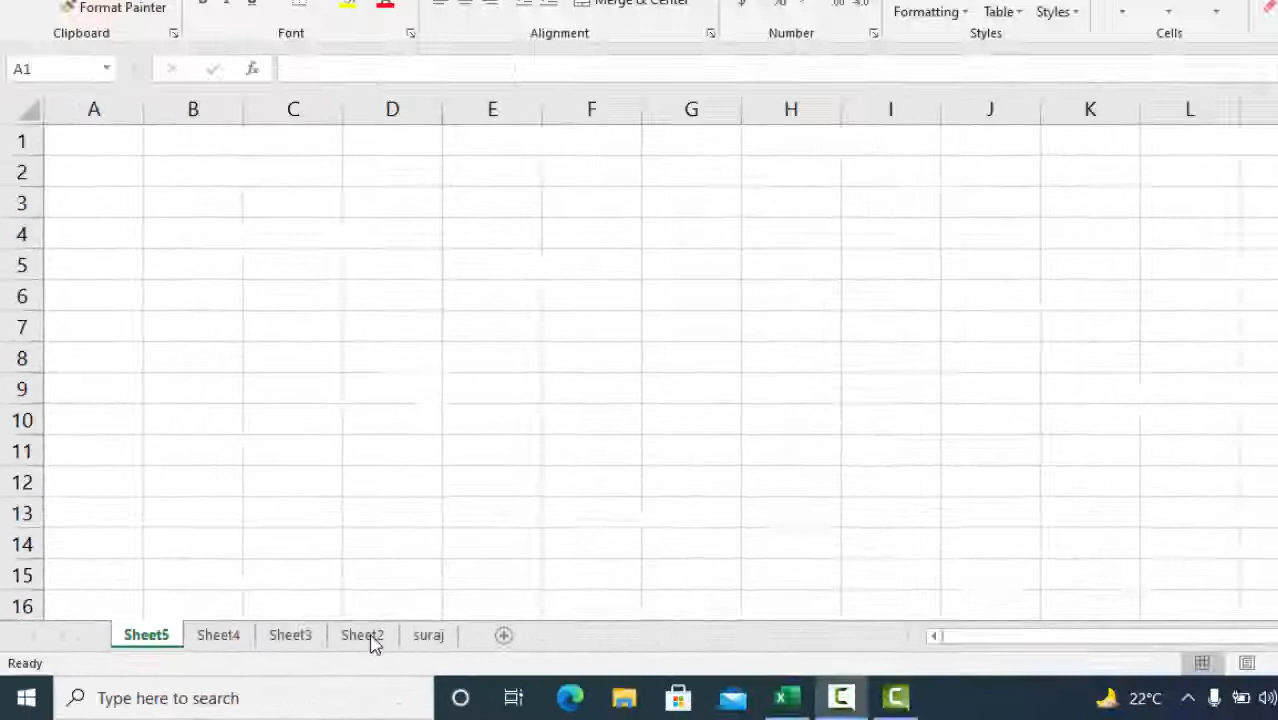 Format Painter
Merge & Center
Formatting Table Styles
Clipboard Font Alignment Number Styles Cells
A1 fx
A B C D E F G H I J K L
1
2
3
4
5
6
7
8
9
10
11
12
13
14
15
16
Sheet5 Sheet4 Sheet3 Sheet2 suraj
Ready
Type here to search 22°C